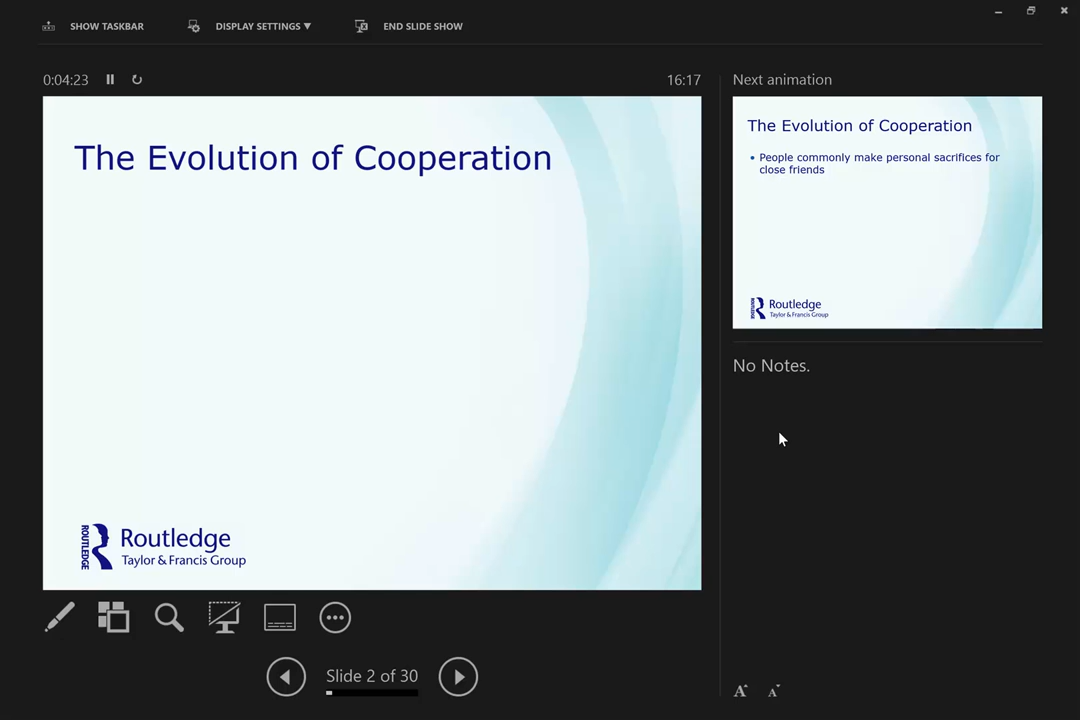 SHOW TASKBAR
DISPLAY SETTINGS ▼
END SLIDE SHOW
0:04:23
16:17
Next animation
The Evolution of Cooperation
ROUTLEDGE
Routledge
Taylor & Francis Group
The Evolution of Cooperation
• People commonly make personal sacrifices for
close friends
ROUTLEDGE
Routledge
Taylor & Francis Group
No Notes.
Slide 2 of 30
A
A